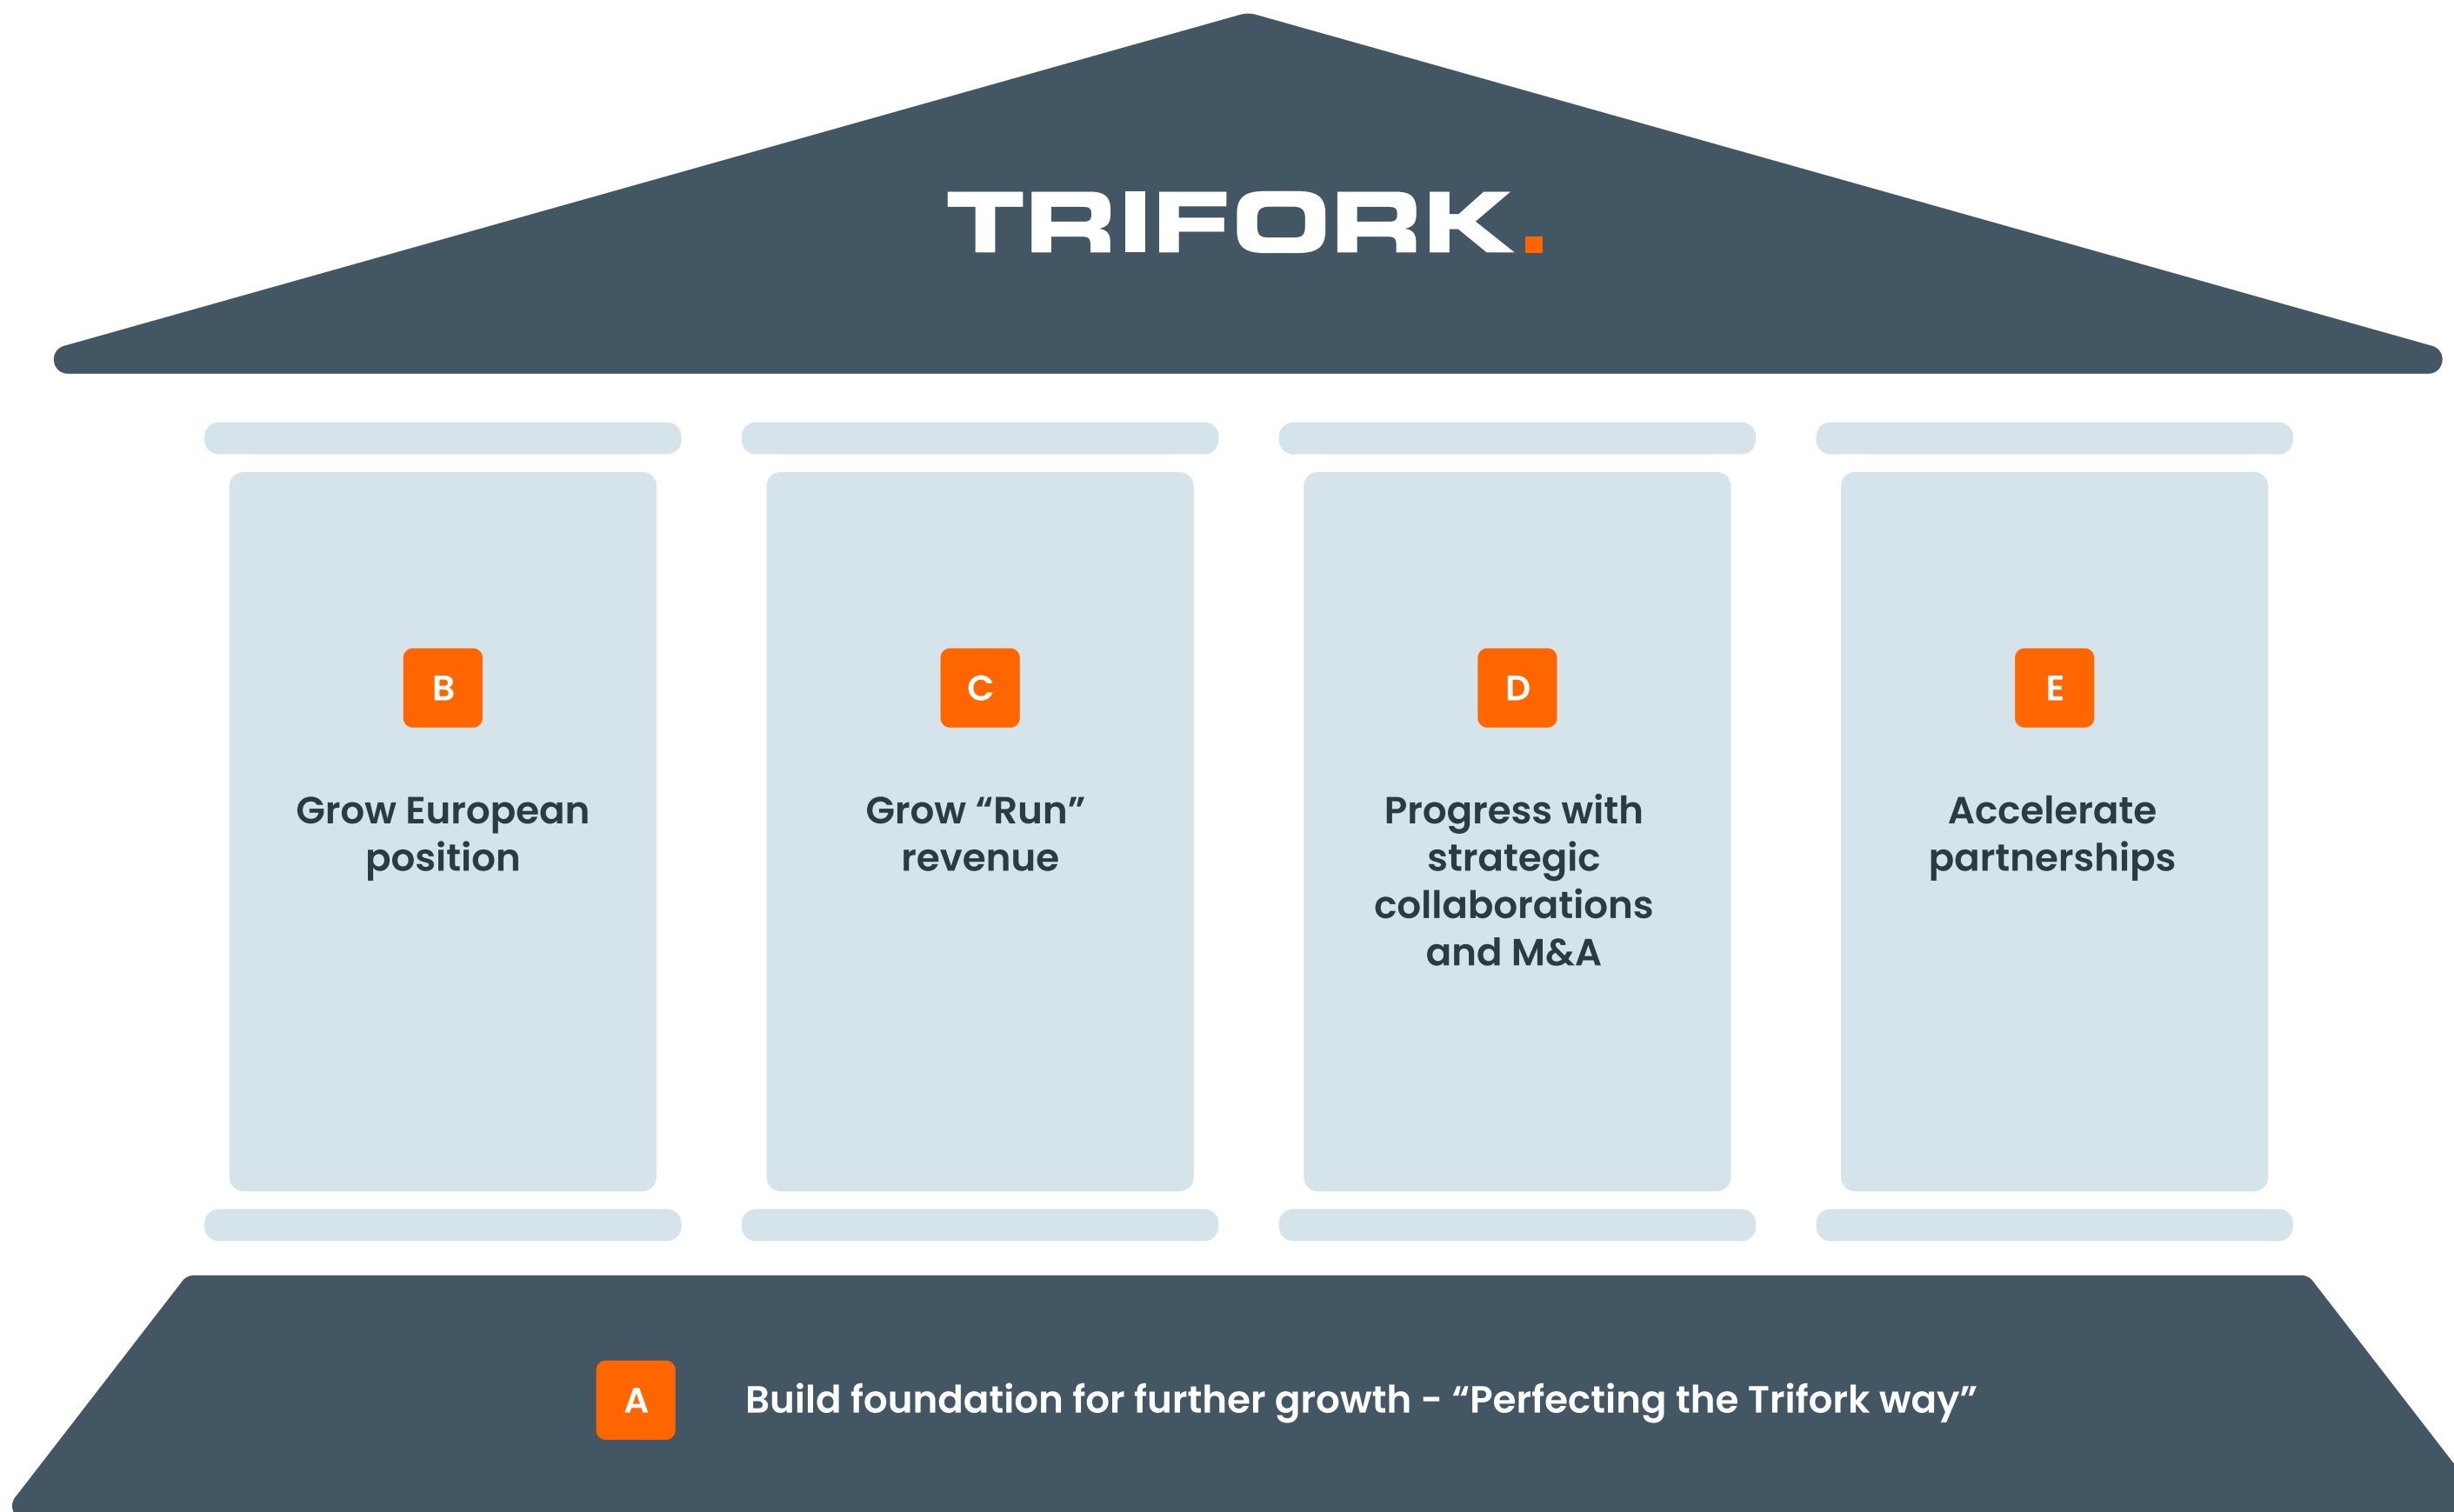 TRIFORK.
B
Grow European
position
C
Grow “Run”
revenue
D
Progress with
strategic
collaborations
and M&A
E
Accelerate
partnerships
A
Build foundation for further growth - “Perfecting the Trifork way”